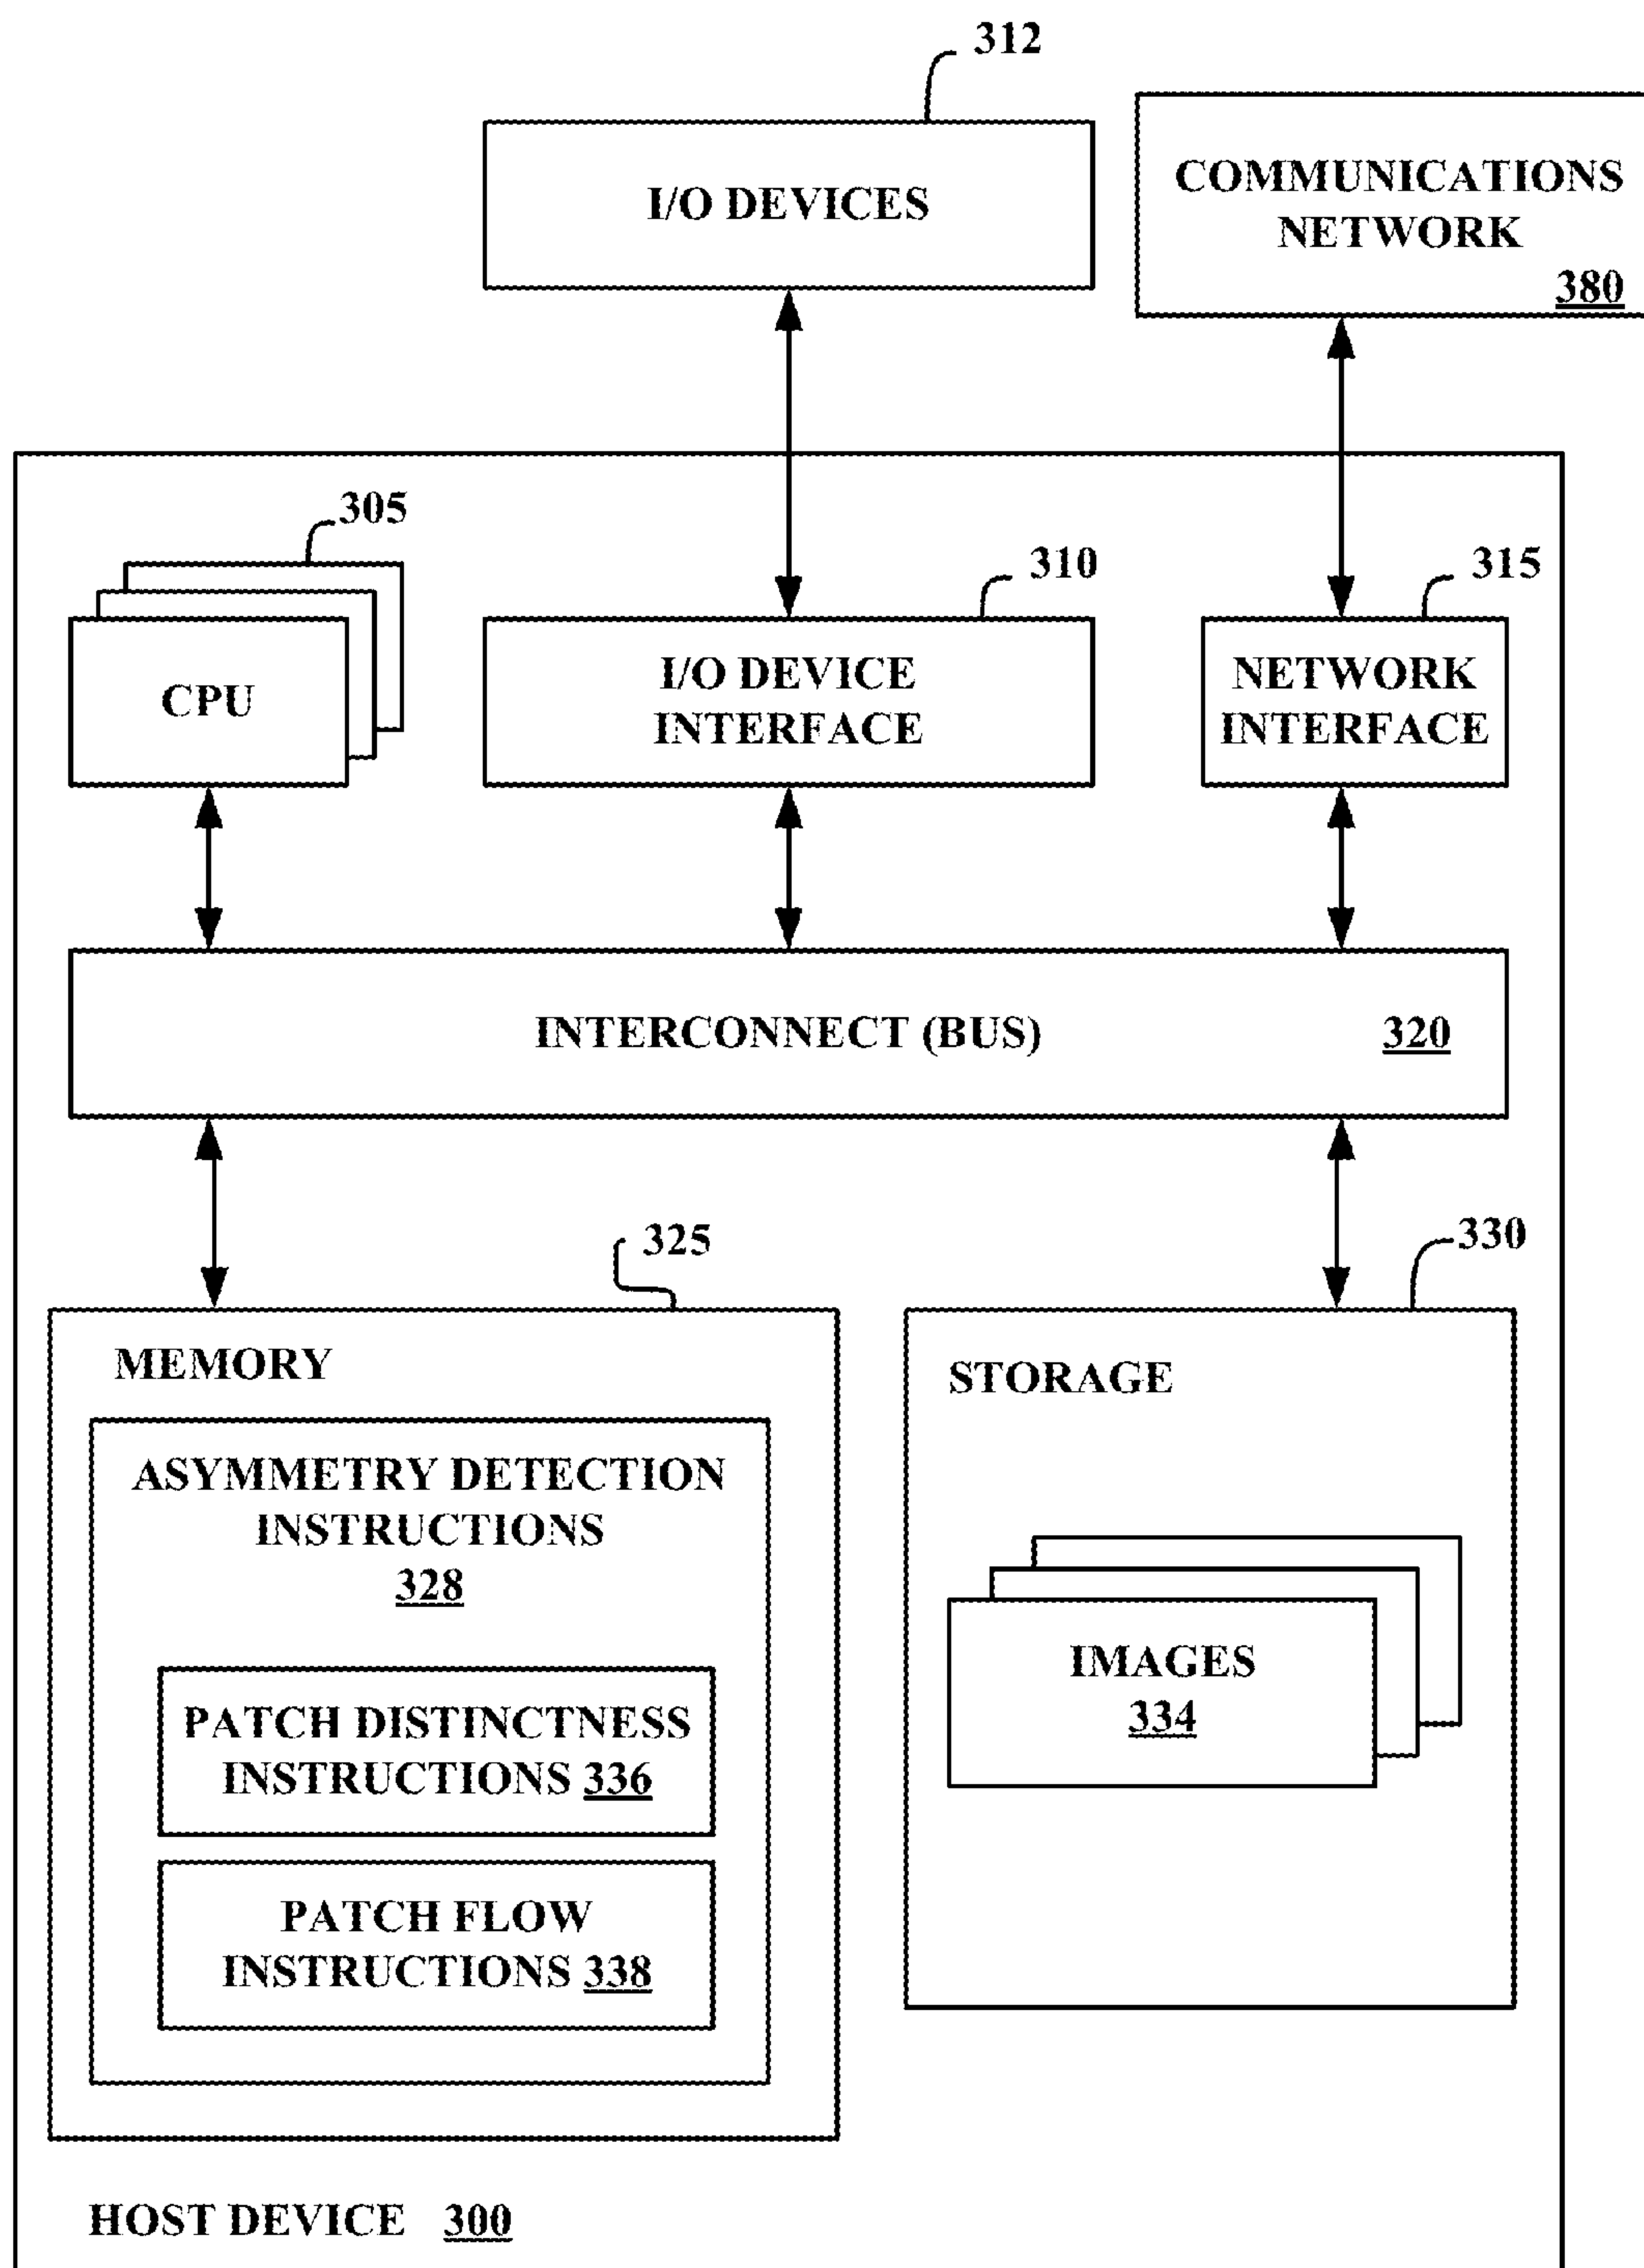 312
I/O DEVICES
COMMUNICATIONS
NETWORK
380
305
CPU
310
I/O DEVICE
INTERFACE
315
NETWORK
INTERFACE
INTERCONNECT (BUS) 320
325
MEMORY
ASYMMETRY DETECTION
INSTRUCTIONS
328
PATCH DISTINCTNESS
INSTRUCTIONS 336
PATCH FLOW
INSTRUCTIONS 338
330
STORAGE
IMAGES
334
HOST DEVICE 300